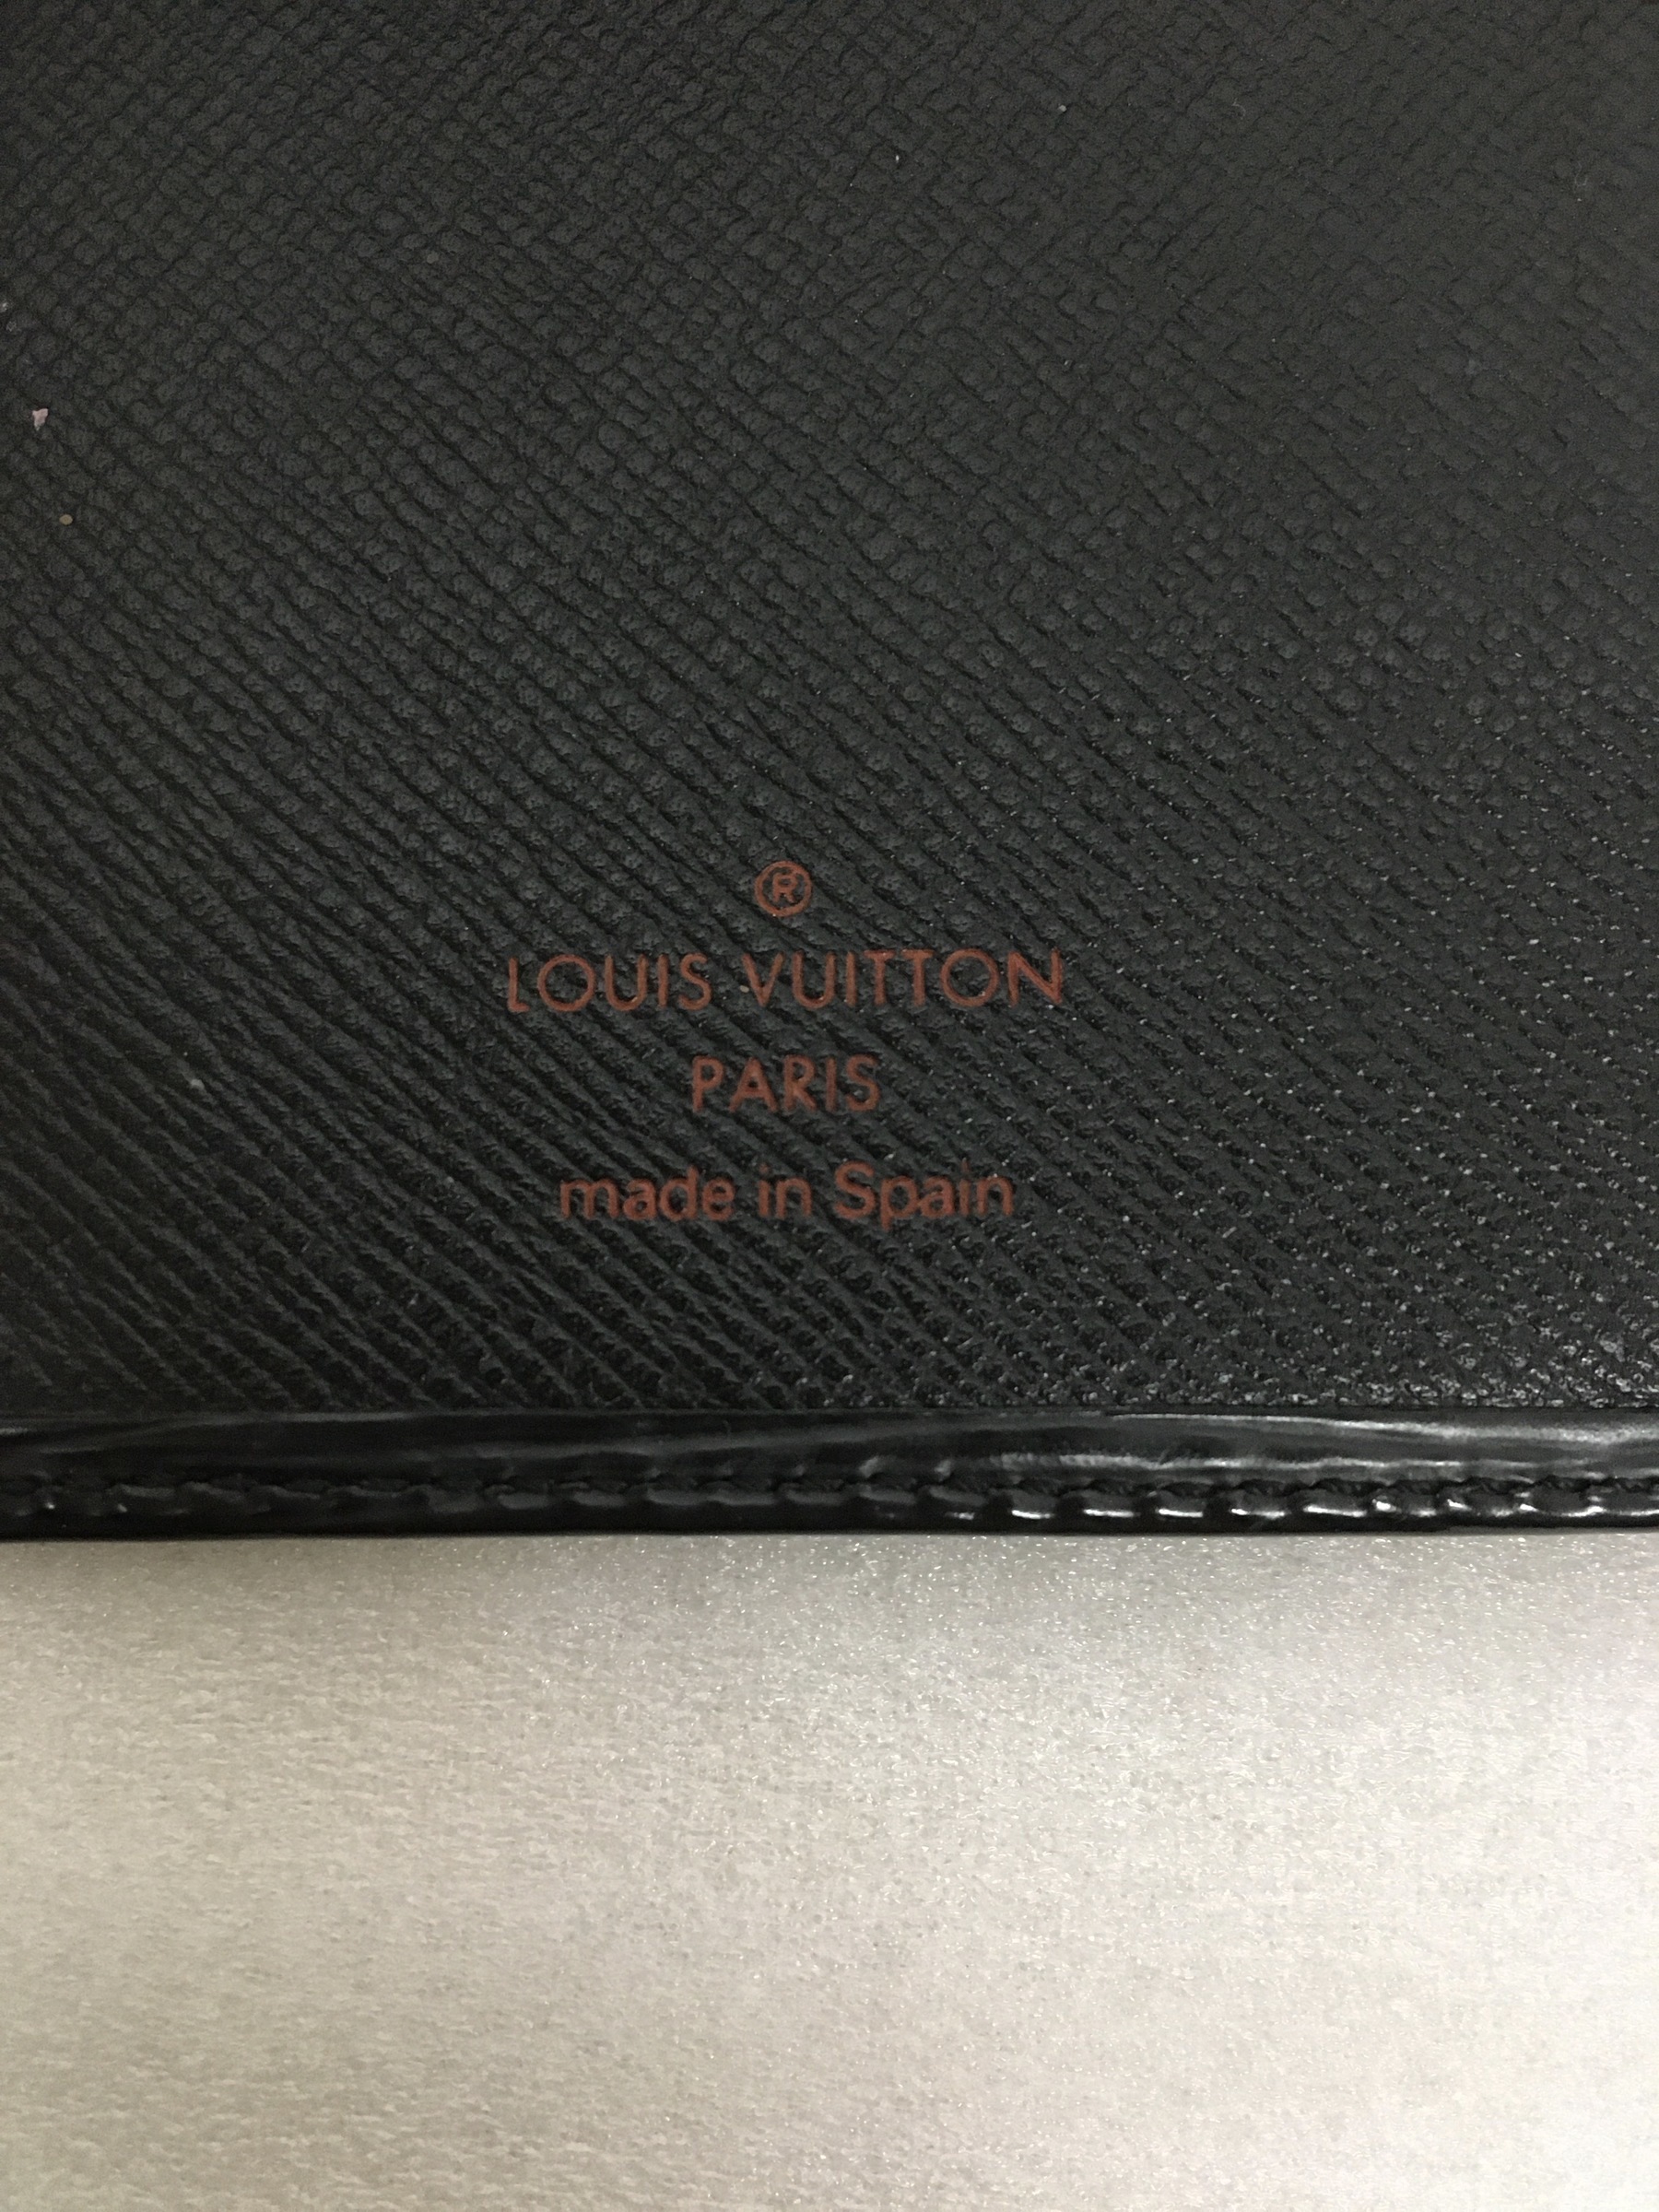 ®
LOUIS VUITTON
PARIS
made in Spain